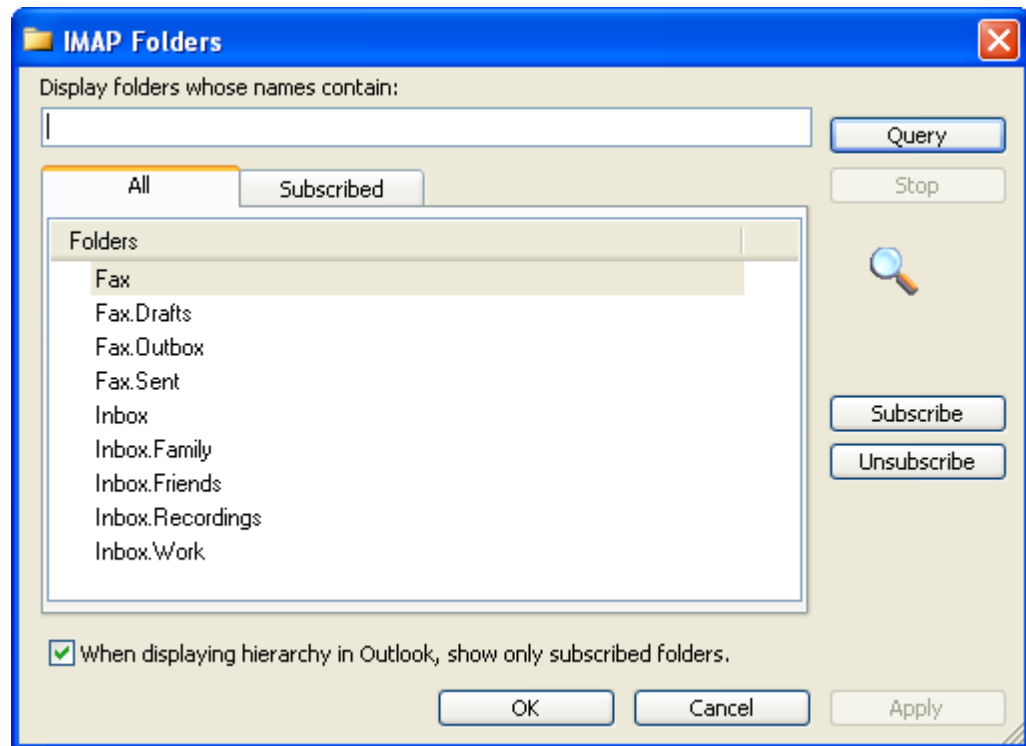 IMAP Folders
Display folders whose names contain:
Query
All
Subscribed
Stop
Folders
Fax
Fax.Drafts
Fax.Outbox
Fax.Sent
Inbox
Inbox.Family
Inbox.Friends
Inbox.Recordings
Inbox.Work
Subscribe
Unsubscribe
When displaying hierarchy in Outlook, show only subscribed folders.
OK
Cancel
Apply